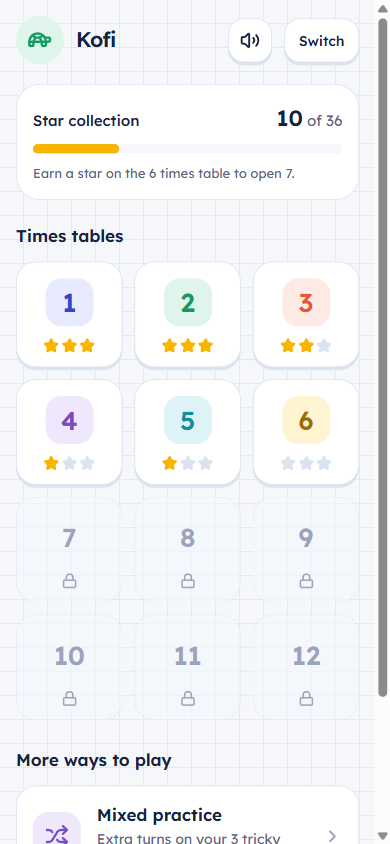 Kofi
Switch
Star collection
10 of 36
Earn a star on the 6 times table to open 7.
Times tables
1
2
3
4
5
6
7
8
9
10
11
12
More ways to play
Mixed practice
Extra turns on your 3 tricky